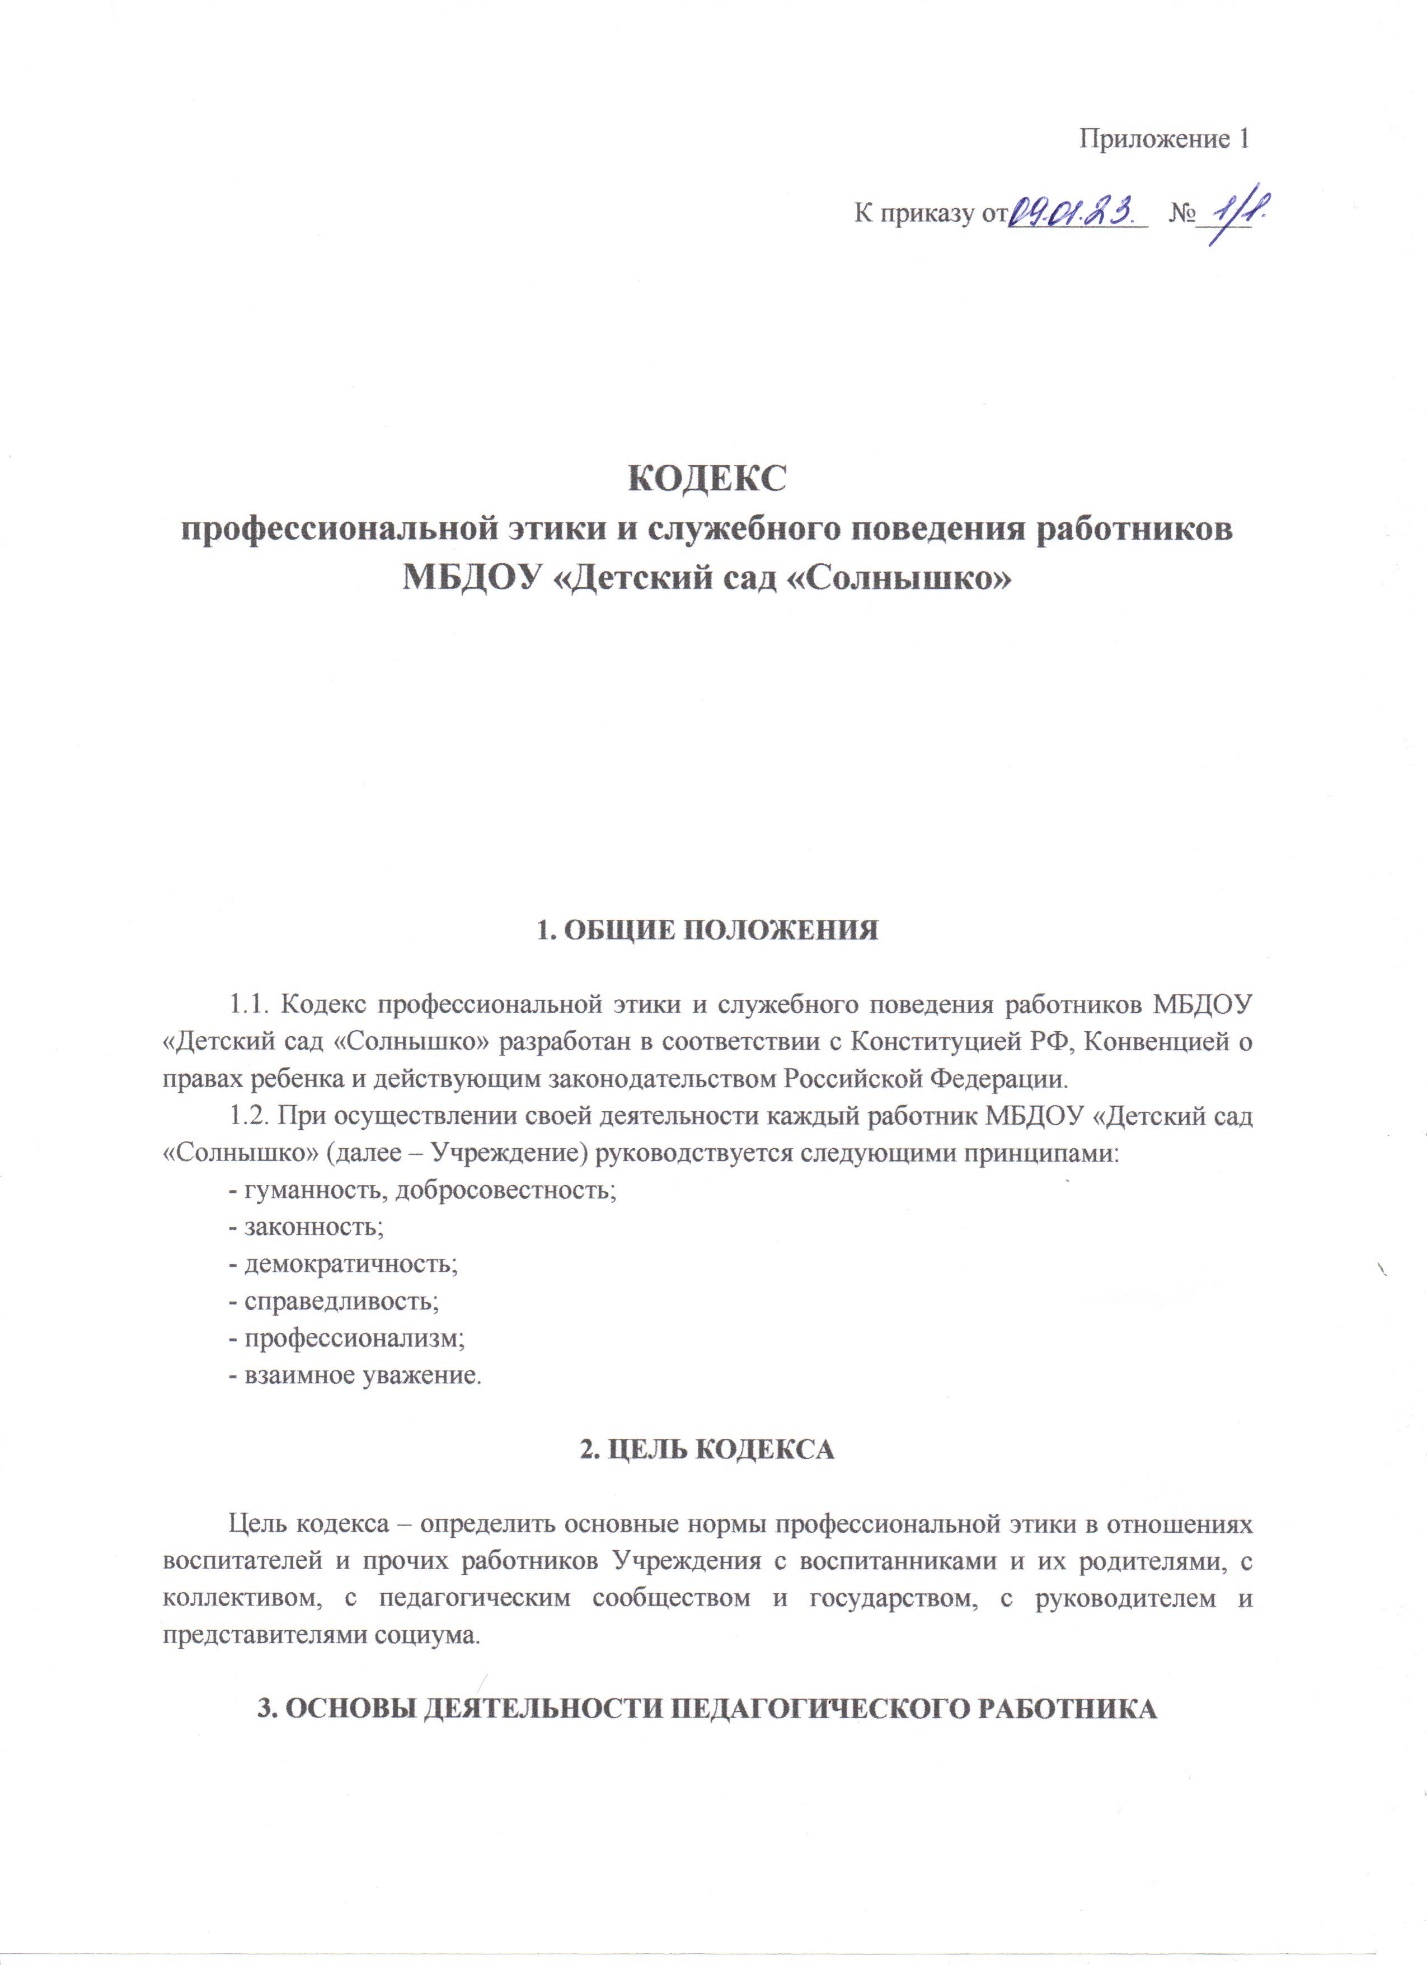 Приложение 1
К приказу от 09.01.23. № 1/1.
КОДЕКС
профессиональной этики и служебного поведения работников
МБДОУ «Детский сад «Солнышко»
1. ОБЩИЕ ПОЛОЖЕНИЯ
1.1. Кодекс профессиональной этики и служебного поведения работников МБДОУ
«Детский сад «Солнышко» разработан в соответствии с Конституцией РФ, Конвенцией о
правах ребенка и действующим законодательством Российской Федерации.
1.2. При осуществлении своей деятельности каждый работник МБДОУ «Детский сад
«Солнышко» (далее – Учреждение) руководствуется следующими принципами:
- гуманность, добросовестность;
- законность;
- демократичность;
- справедливость;
- профессионализм;
- взаимное уважение.
2. ЦЕЛЬ КОДЕКСА
Цель кодекса – определить основные нормы профессиональной этики в отношениях
воспитателей и прочих работников Учреждения с воспитанниками и их родителями, с
коллективом, с педагогическим сообществом и государством, с руководителем и
представителями социума.
3. ОСНОВЫ ДЕЯТЕЛЬНОСТИ ПЕДАГОГИЧЕСКОГО РАБОТНИКА